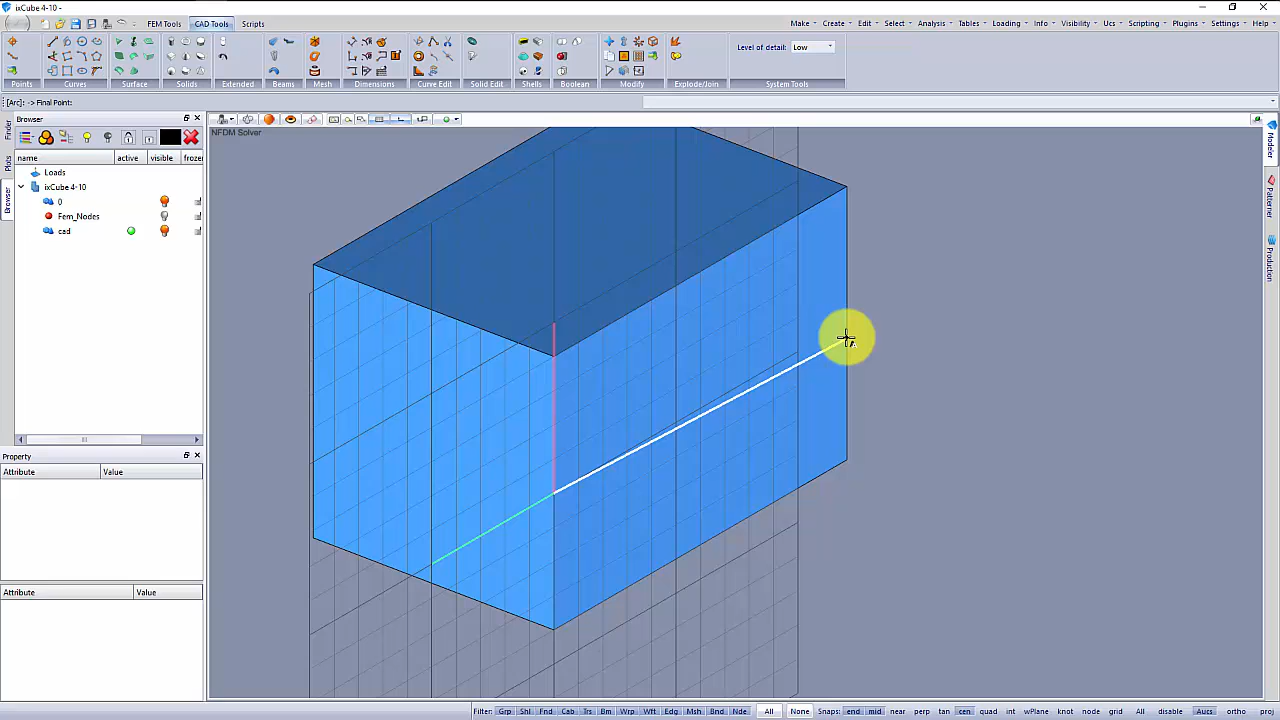 ixCube 4-10 -
FEM Tools CAD Tools Scripts
Make Create Edit Select Analysis Tables Loading Info Visibility Ucs Scripting Plugins Settings Help
Level of detail: Low
Points Curves Surface Solids Extended Beams Mesh Dimensions Curve Edit Solid Edit Shells Boolean Modify Explode/Join System Tools
[Arc]: -> Final Point:
Browser
NFDM Solver
name active visible frozen
Loads
ixCube 4-10
0
Fem_Nodes
cad
Finder
Plots
Browser
Modeler
Patterner
Production
Property
Attribute Value
Attribute Value
Filter: Grp Shl Fnd Cab Trs Bm Wrp Wft Edg Msh Bnd Nde All None Snaps: end mid near perp tan cen quad int wPlane knot node grid All disable Aucs ortho proj